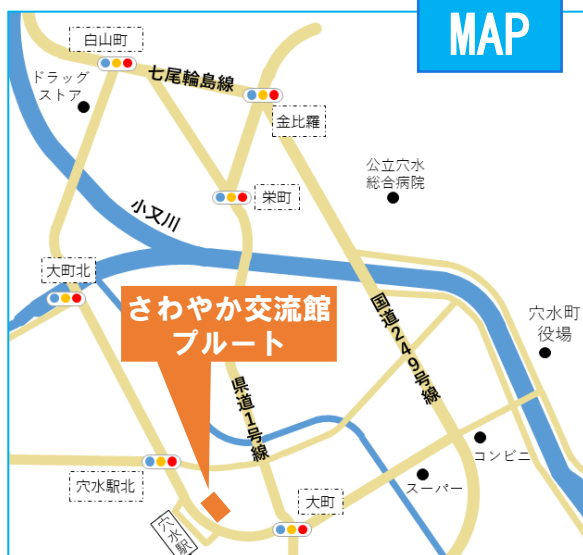 MAP
白山町
ドラッグ
ストア
七尾輪島線
金比羅
公立穴水
総合病院
栄町
小又川
大町北
さわやか交流館
プルート
国道249号線
穴水町
役場
県道1号線
コンビニ
穴水駅北
スーパー
大町
穴水駅